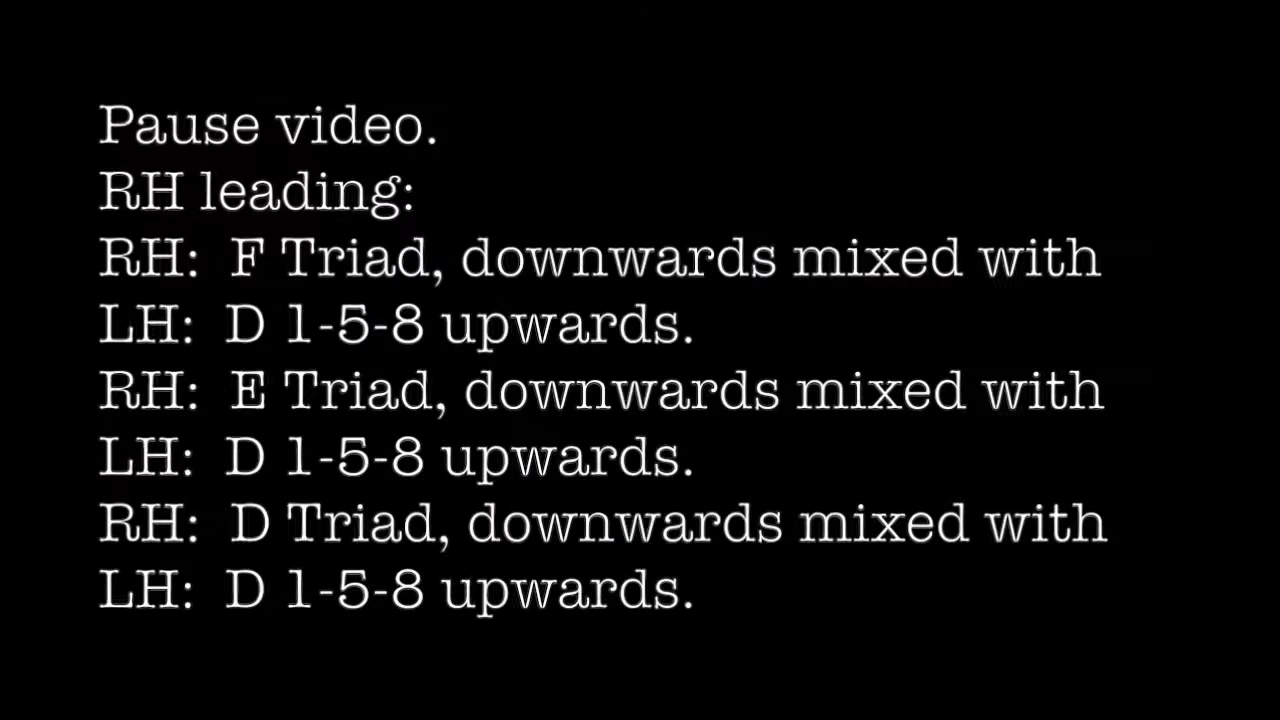 Pause video.
RH leading:
RH:  F Triad, downwards mixed with
LH:  D 1-5-8 upwards.
RH:  E Triad, downwards mixed with
LH:  D 1-5-8 upwards.
RH:  D Triad, downwards mixed with
LH:  D 1-5-8 upwards.